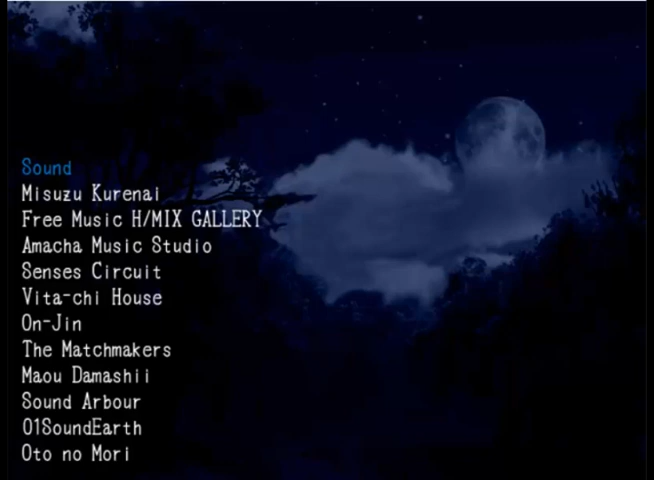 Sound
Misuzu Kurenai
Free Music H/MIX GALLERY
Amacha Music Studio
Senses Circuit
Vita-chi House
On-Jin
The Matchmakers
Maou Damashii
Sound Arbour
01SoundEarth
Oto no Mori